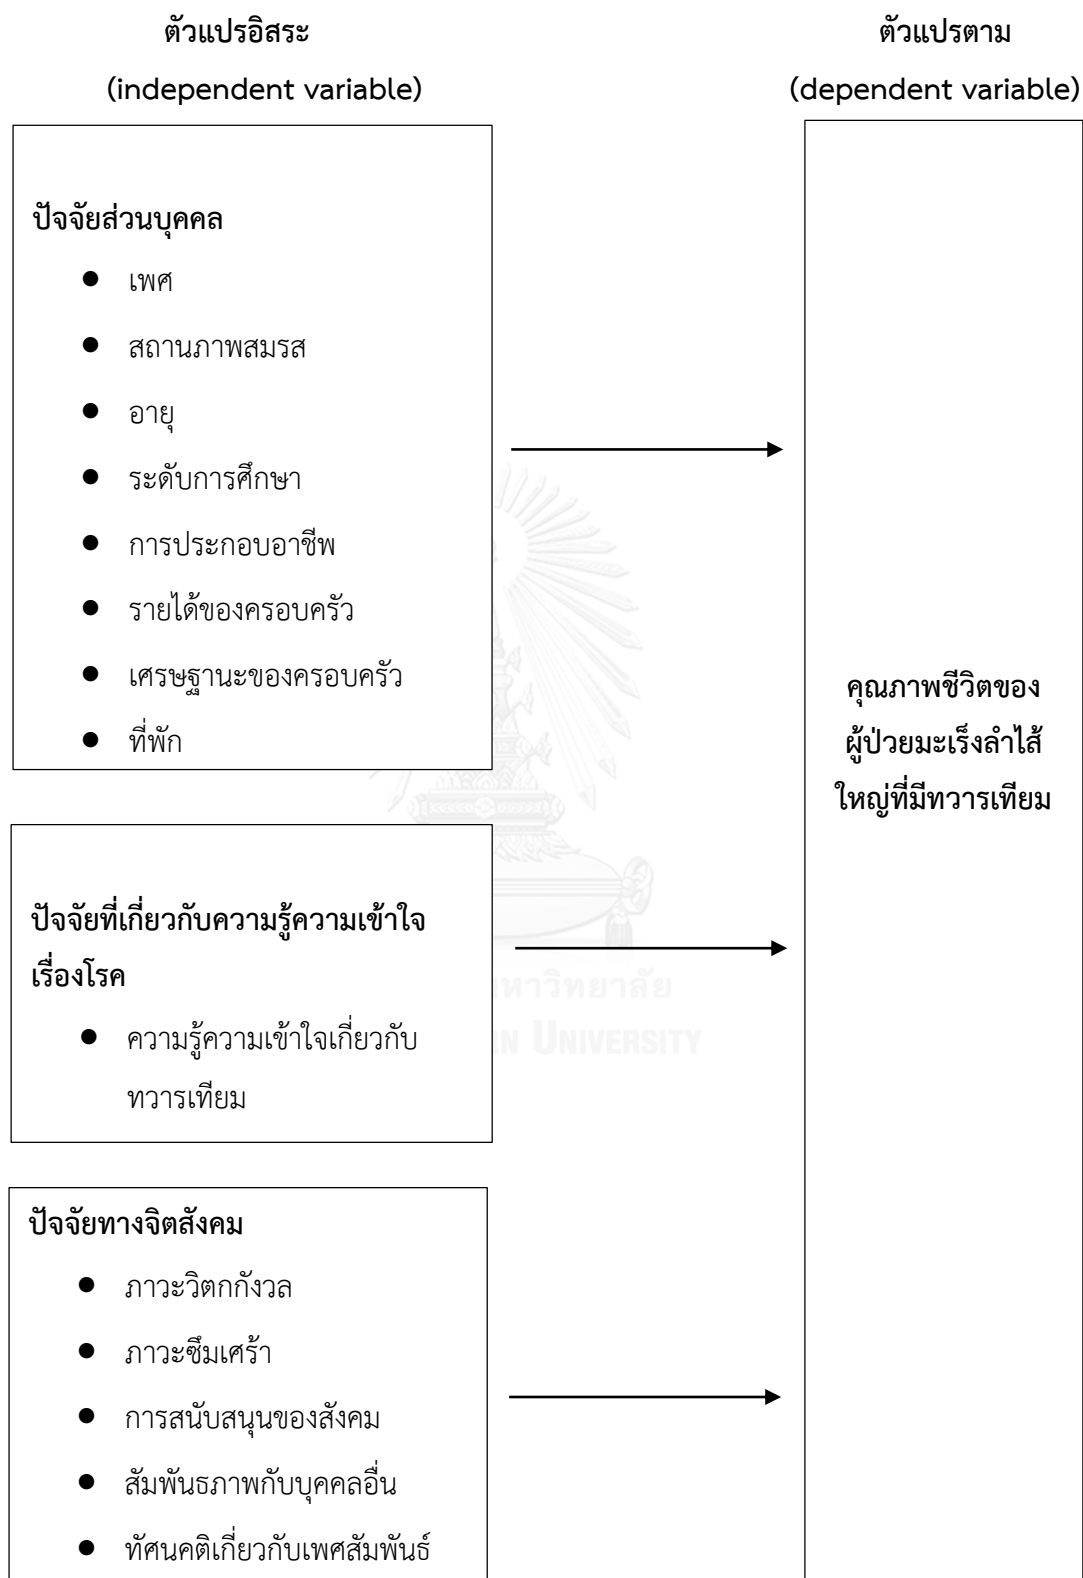 ตัวแปรอิสระ
(independent variable)
ตัวแปรตาม
(dependent variable)
ปัจจัยส่วนบุคคล
● เพศ
● สถานภาพสมรส
● อายุ
● ระดับการศึกษา
● การประกอบอาชีพ
● รายได้ของครอบครัว
● เศรษฐานะของครอบครัว
● ที่พัก
ปัจจัยที่เกี่ยวกับความรู้ความเข้าใจ
เรื่องโรค
● ความรู้ความเข้าใจเกี่ยวกับ
ทวารเทียม
ปัจจัยทางจิตสังคม
● ภาวะวิตกกังวล
● ภาวะซึมเศร้า
● การสนับสนุนของสังคม
● สัมพันธภาพกับบุคคลอื่น
● ทัศนคติเกี่ยวกับเพศสัมพันธ์
คุณภาพชีวิตของ
ผู้ป่วยมะเร็งลำไส้
ใหญ่ที่มีทวารเทียม
หาวิทยาลัย
RN UNIVERSITY